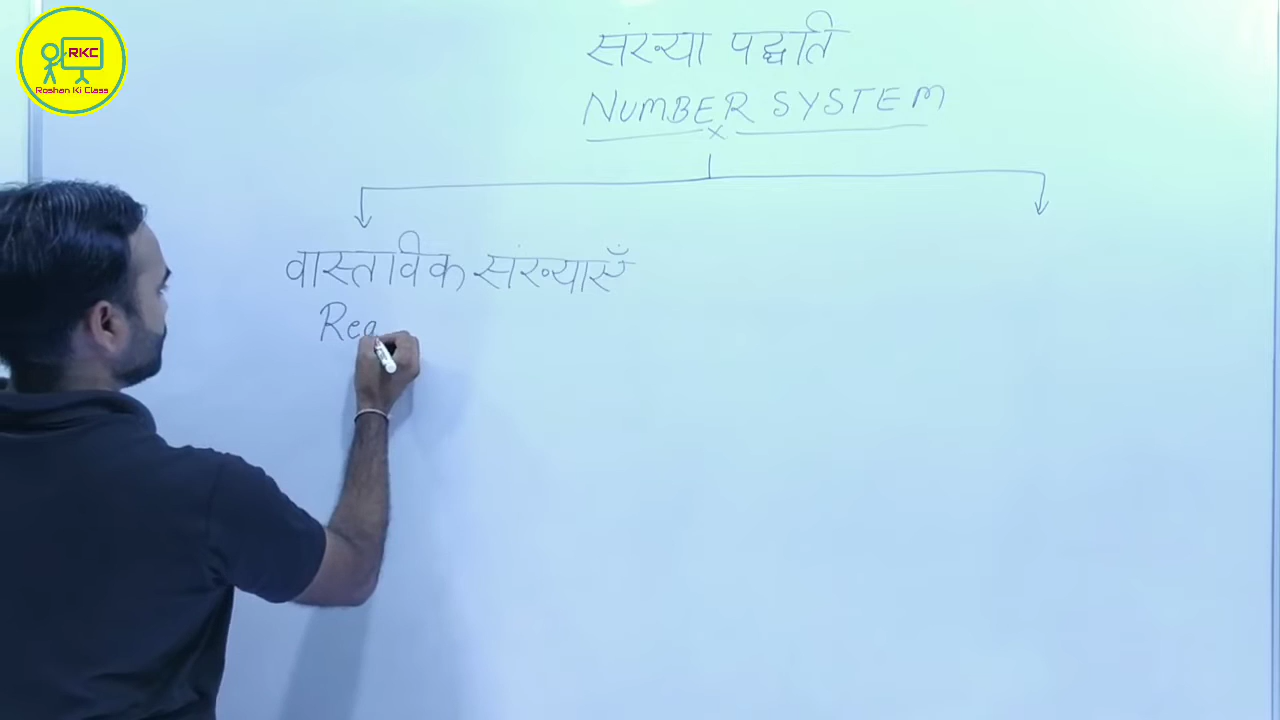 RKC
Roshan Ki Class
संख्या पद्धति
NUMBER SYSTEM
x
वास्तविक संख्याएँ
Rea